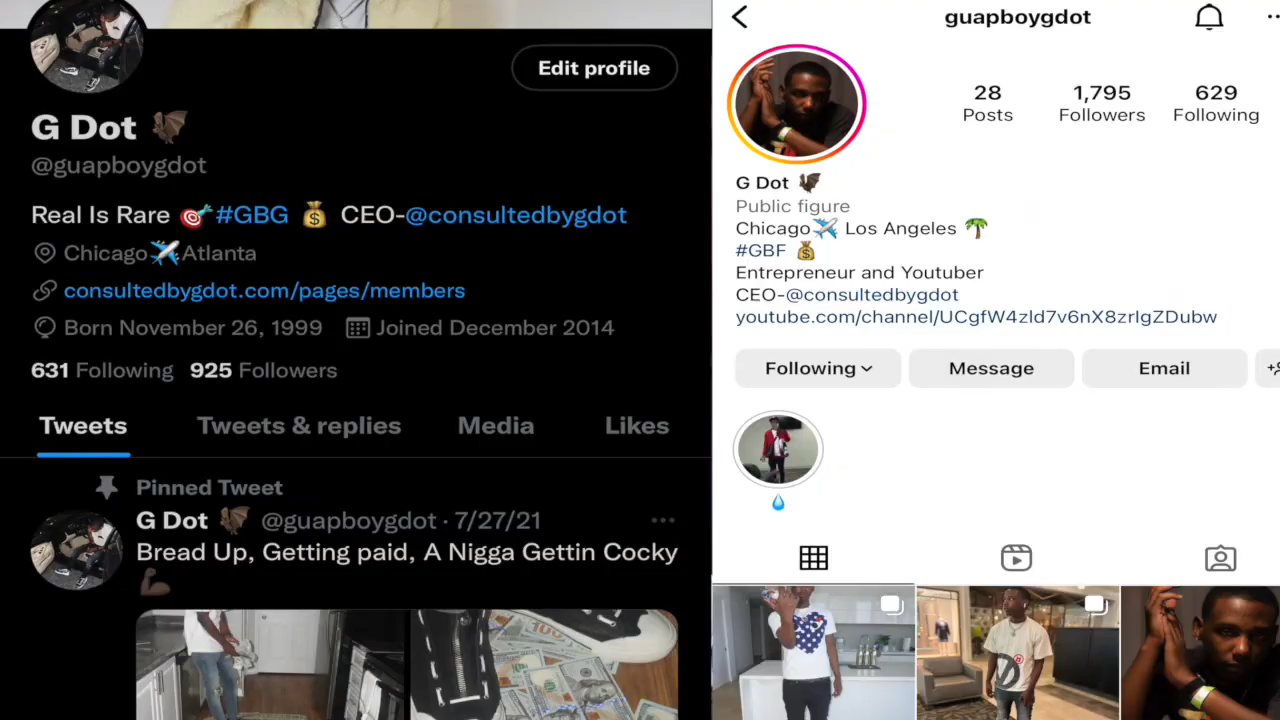 Edit profile
G Dot 🦇
@guapboygdot
Real Is Rare 🎯#GBG 💰 CEO-@consultedbygdot
Chicago✈️Atlanta
consultedbygdot.com/pages/members
Born November 26, 1999 Joined December 2014
631 Following 925 Followers
Tweets Tweets & replies Media Likes
Pinned Tweet
G Dot 🦇 @guapboygdot · 7/27/21
Bread Up, Getting paid, A Nigga Gettin Cocky
💪🏿
guapboygdot
28 1,795 629
Posts Followers Following
G Dot 🦇
Public figure
Chicago✈️ Los Angeles 🌴
#GBF 💰
Entrepreneur and Youtuber
CEO-@consultedbygdot
youtube.com/channel/UCgfW4zld7v6nX8zrIgZDubw
Following Message Email
💧